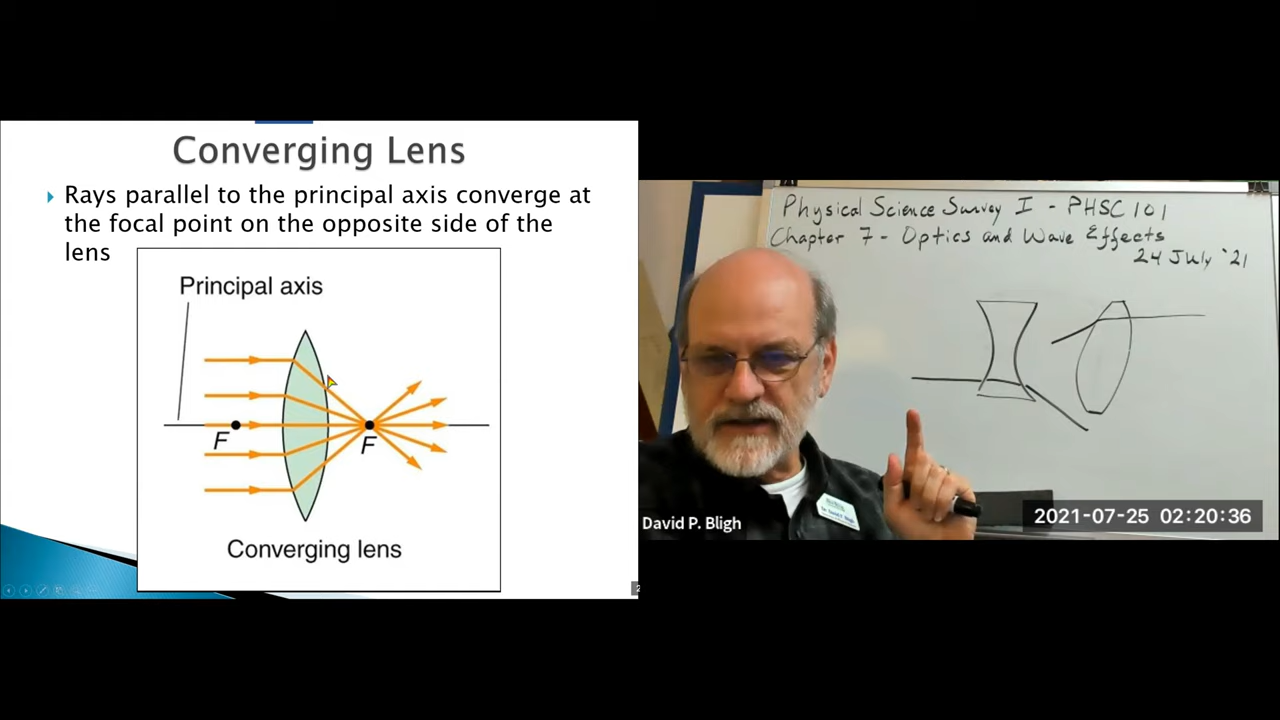 Converging Lens
Rays parallel to the principal axis converge at
the focal point on the opposite side of the
lens
Principal axis
F
F
Converging lens
Physical Science Survey I - PHSC 101
Chapter 7 - Optics and Wave Effects
24 July '21
David P. Bligh
2021-07-25 02:20:36